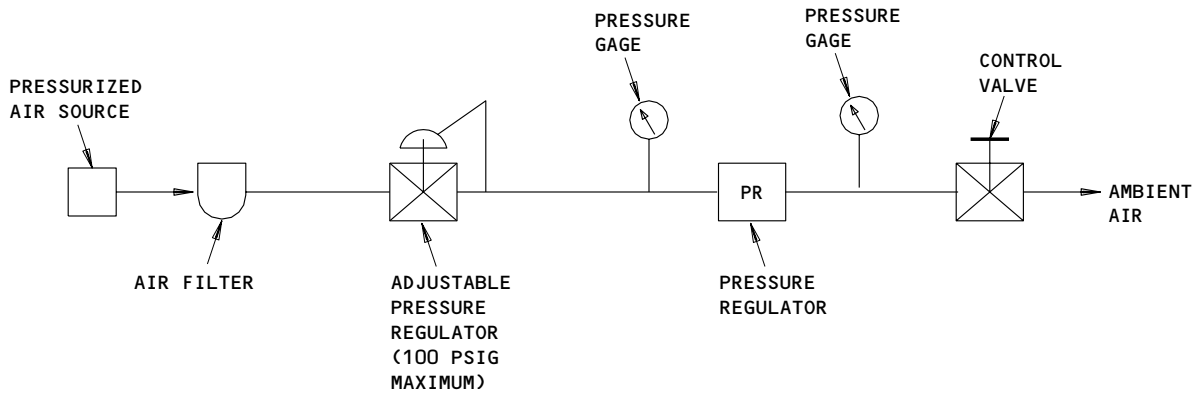 PRESSURE
GAGE
PRESSURE
GAGE
CONTROL
VALVE
PRESSURIZED
AIR SOURCE
PR
AMBIENT
AIR
AIR FILTER
ADJUSTABLE
PRESSURE
REGULATOR
(100 PSIG
MAXIMUM)
PRESSURE
REGULATOR